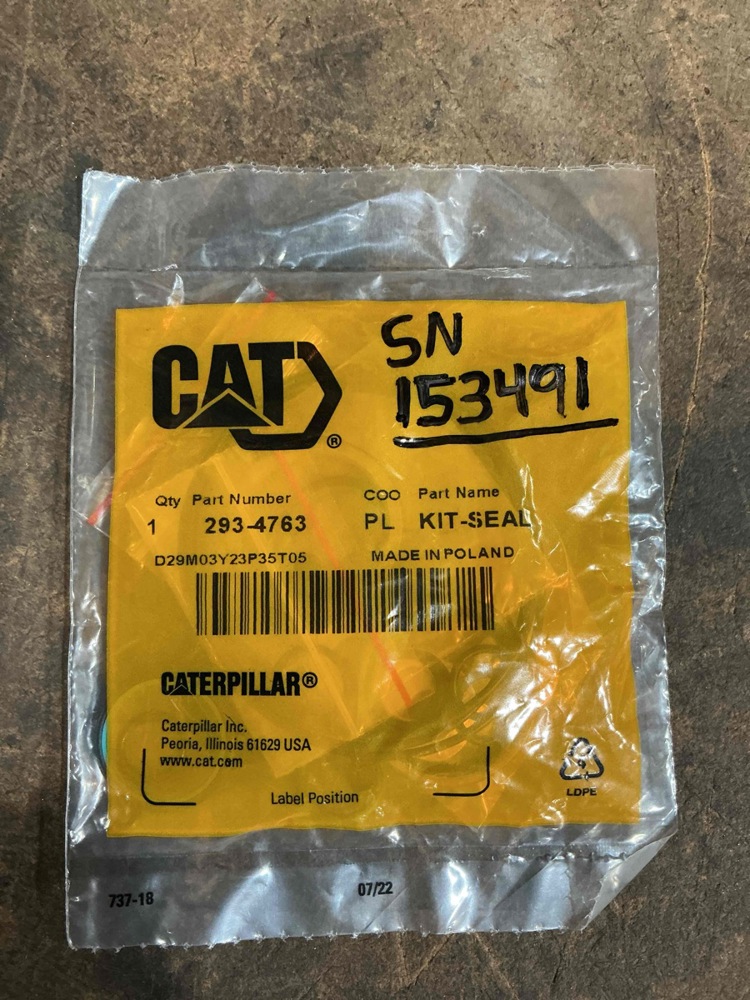 CAT®
SN
153491
Qty Part Number COO Part Name
1 293-4763 PL KIT-SEAL
D29M03Y23P35T05 MADE IN POLAND
CATERPILLAR®
Caterpillar Inc.
Peoria, Illinois 61629 USA
www.cat.com
Label Position
LDPE
737-18 07/22